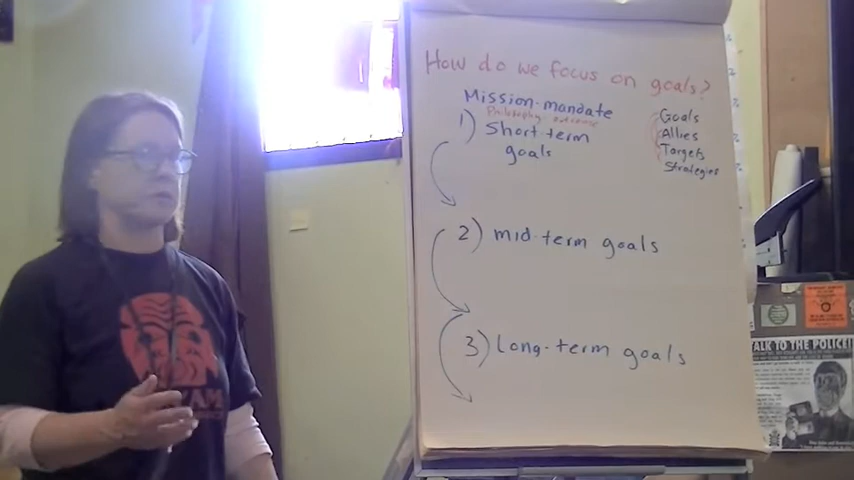 How do we focus on goals?
Mission-mandate
Philosophy-outcome
1) Short-term
goals
Goals
Allies
Targets
Strategies
2) mid-term goals
3) Long-term goals
TALK TO THE POLICE!